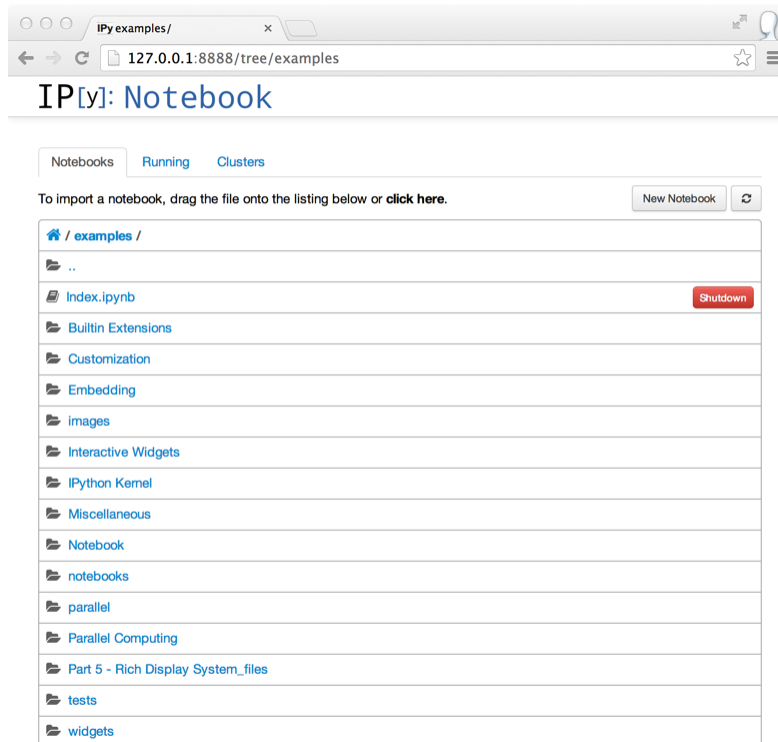 IPy examples/
127.0.0.1:8888/tree/examples
IP[y]: Notebook
Notebooks Running Clusters
To import a notebook, drag the file onto the listing below or click here. New Notebook
/ examples /
..
Index.ipynb Shutdown
Builtin Extensions
Customization
Embedding
images
Interactive Widgets
IPython Kernel
Miscellaneous
Notebook
notebooks
parallel
Parallel Computing
Part 5 - Rich Display System_files
tests
widgets